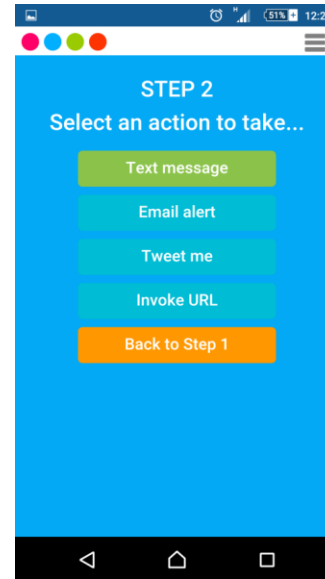 H 51% 12:2
STEP 2
Select an action to take...
Text message
Email alert
Tweet me
Invoke URL
Back to Step 1